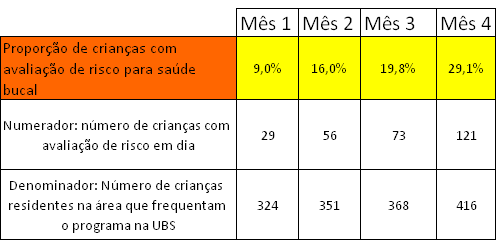 Mês 1 Mês 2 Mês 3 Mês 4
Proporção de crianças com
avaliação de risco para saúde
bucal
9,0% 16,0% 19,8% 29,1%
Numerador: número de crianças com
avaliação de risco em dia
29 56 73 121
Denominador: Número de crianças
residentes na área que frequentam
o programa na UBS
324 351 368 416